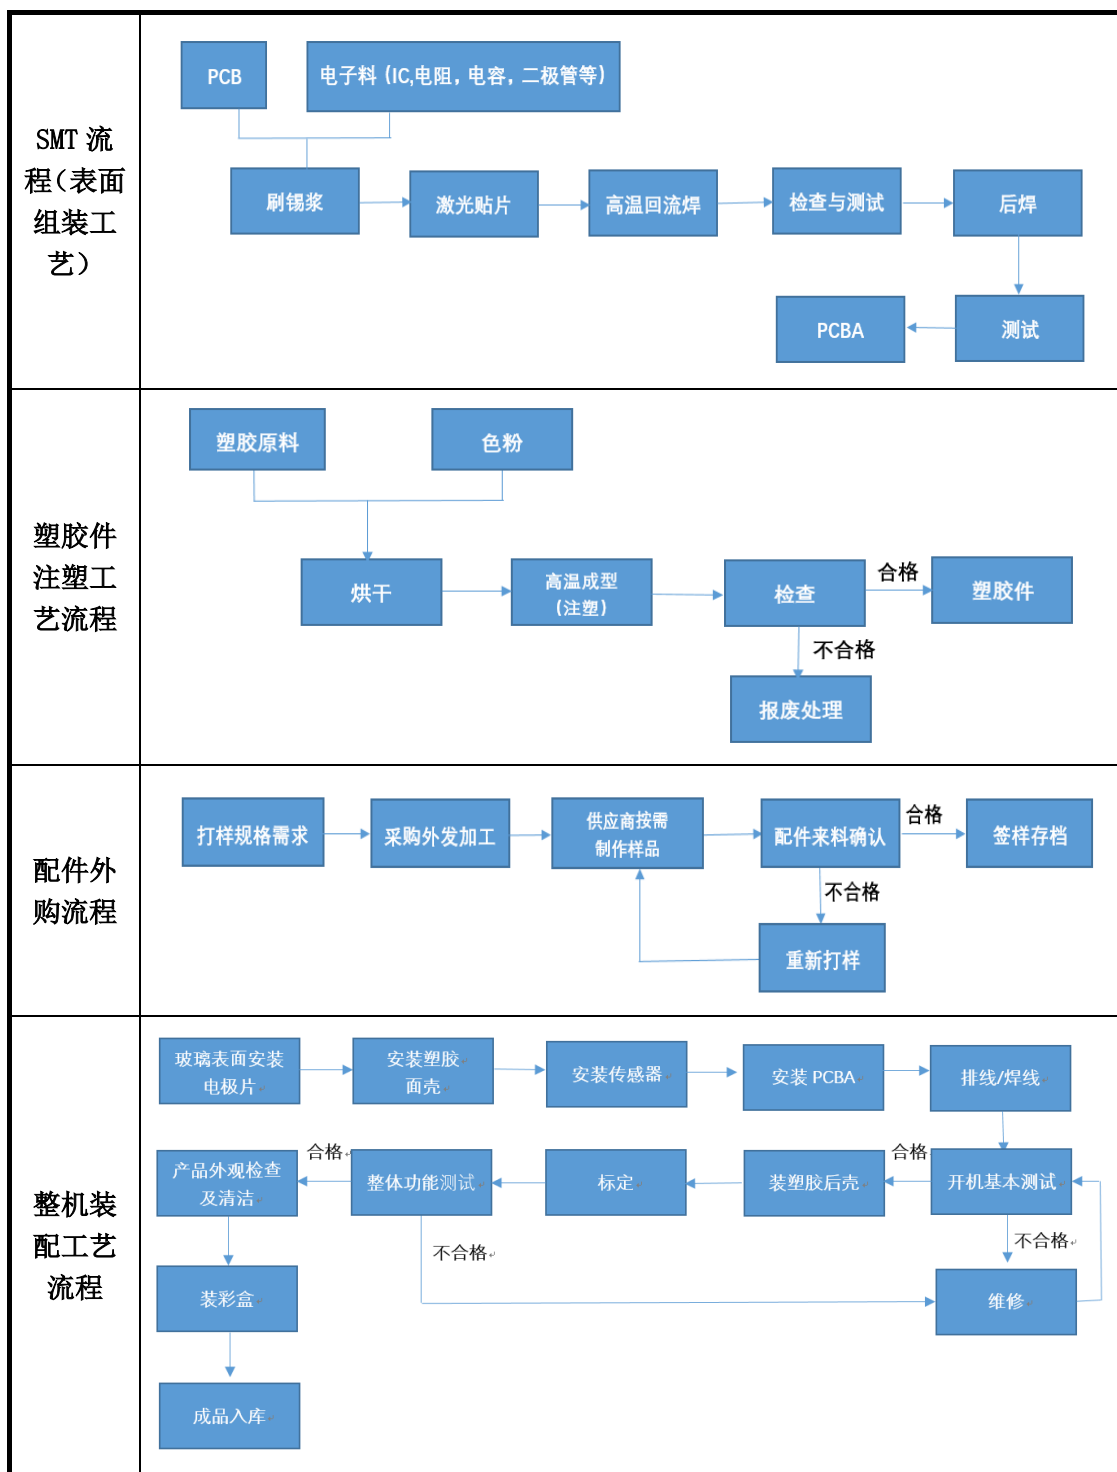 SMT 流
程（表面
组装工
艺）
PCB
电子料（IC,电阻，电容，二极管等）
刷锡浆
激光贴片
高温回流焊
检查与测试
后焊
PCBA
测试
塑胶件
注塑工
艺流程
塑胶原料
色粉
烘干
高温成型
（注塑）
检查
合格
塑胶件
不合格
报废处理
配件外
购流程
打样规格需求
采购外发加工
供应商按需
制作样品
配件来料确认
合格
签样存档
不合格
重新打样
整机装
配工艺
流程
玻璃表面安装
电极片
安装塑胶
面壳
安装传感器
安装 PCBA
排线/焊线
产品外观检查
及清洁
合格
整体功能测试
标定
装塑胶后壳
合格
开机基本测试
不合格
不合格
装彩盒
维修
成品入库